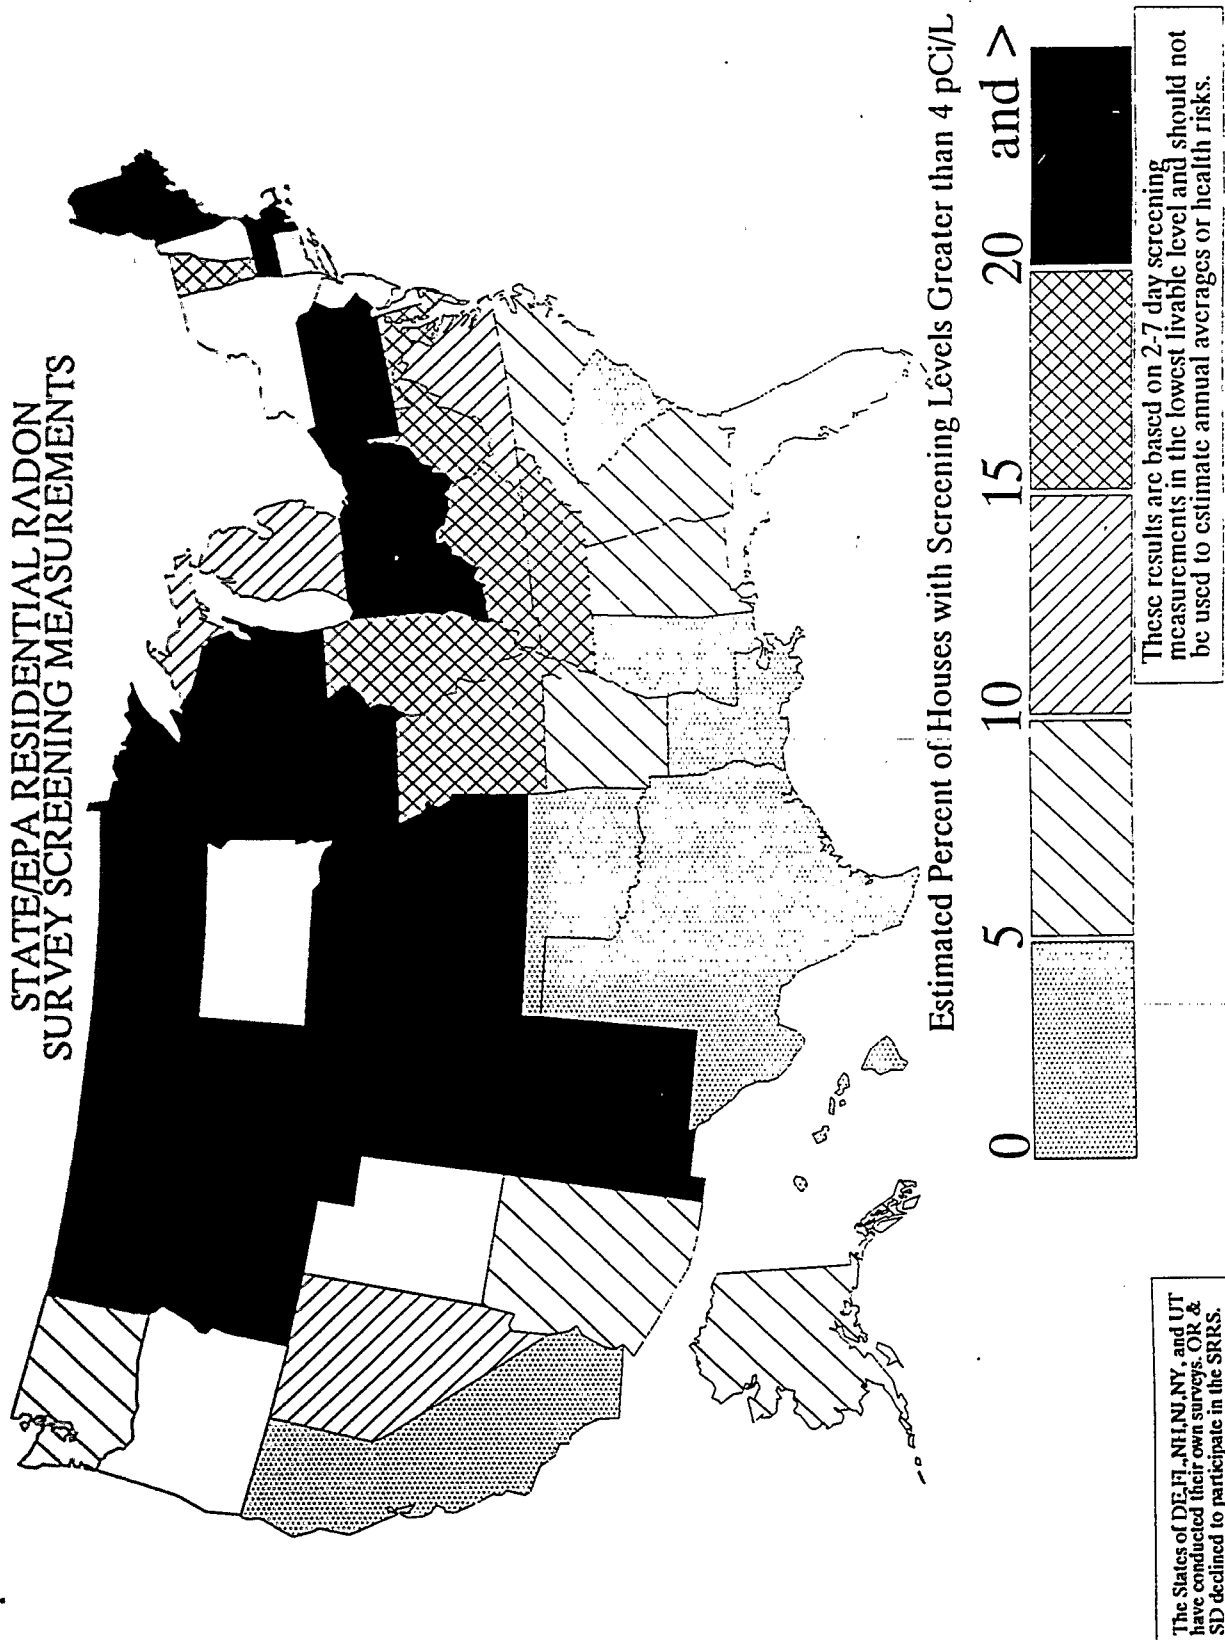 STATE/EPA RESIDENTIAL RADON
SURVEY SCREENING MEASUREMENTS
Estimated Percent of Houses with Screening Levels Greater than 4 pCi/L
0 5 10 15 20 and >
The States of DE,FL,NH,NJ,NY, and UT
have conducted their own surveys. OR &
SD declined to participate in the SRRS.
These results are based on 2-7 day screening
measurements in the lowest livable level and should not
be used to estimate annual averages or health risks.